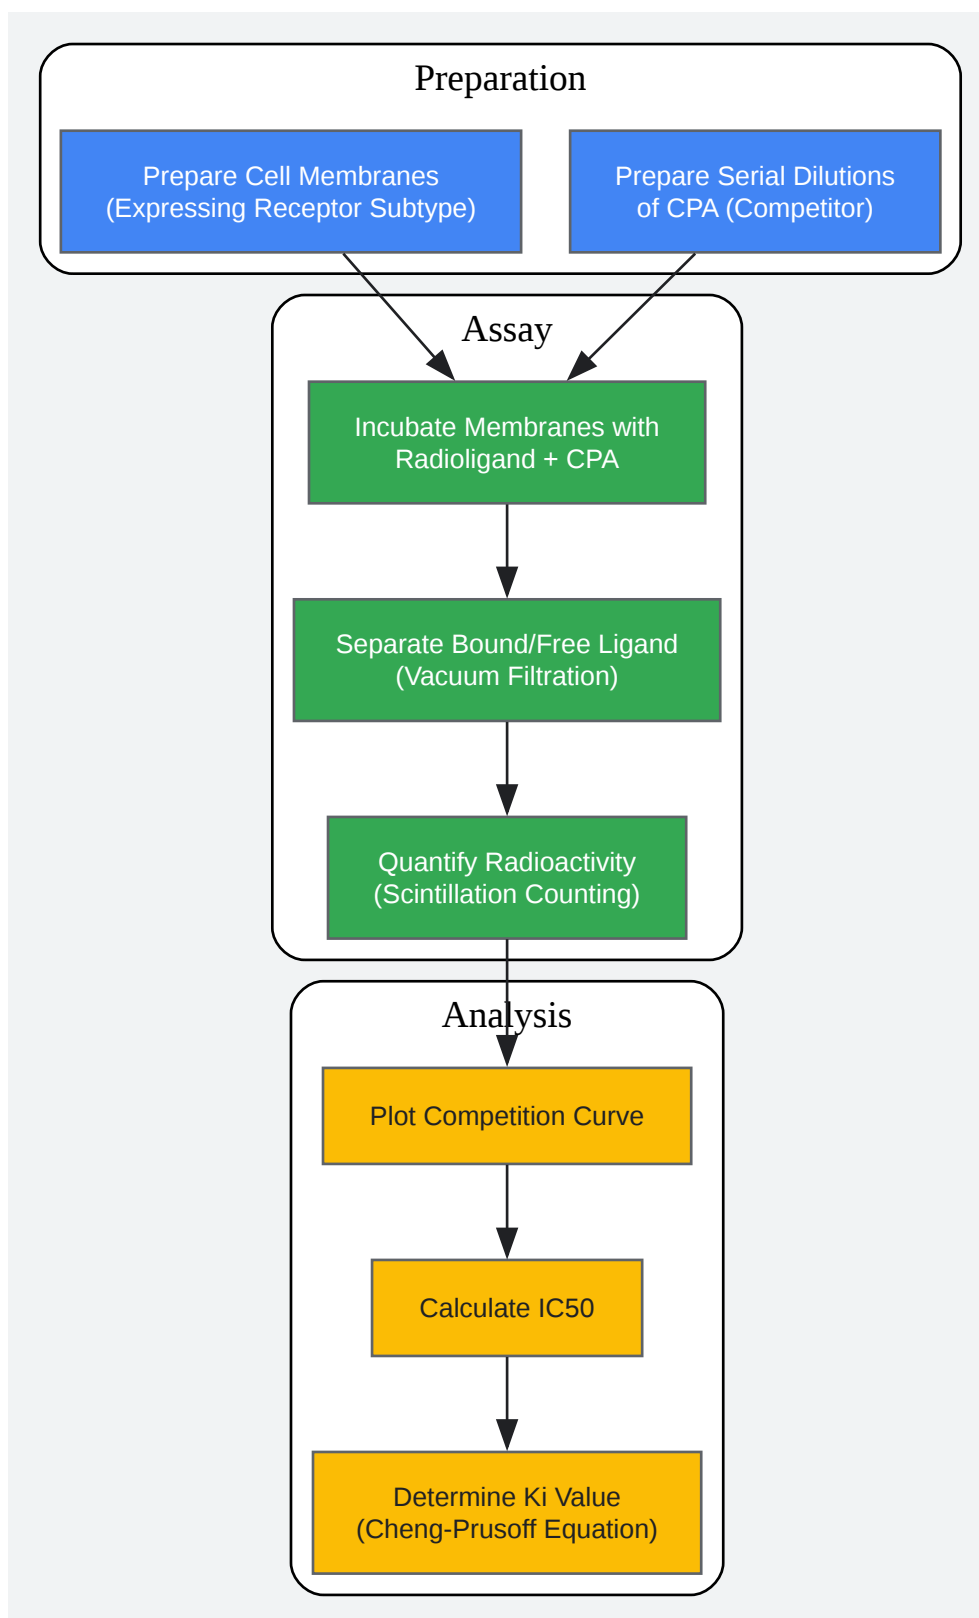 Preparation
Prepare Cell Membranes
(Expressing Receptor Subtype)
Prepare Serial Dilutions
of CPA (Competitor)
Assay
Incubate Membranes with
Radioligand + CPA
Separate Bound/Free Ligand
(Vacuum Filtration)
Quantify Radioactivity
(Scintillation Counting)
Analysis
Plot Competition Curve
Calculate IC50
Determine Ki Value
(Cheng-Prusoff Equation)